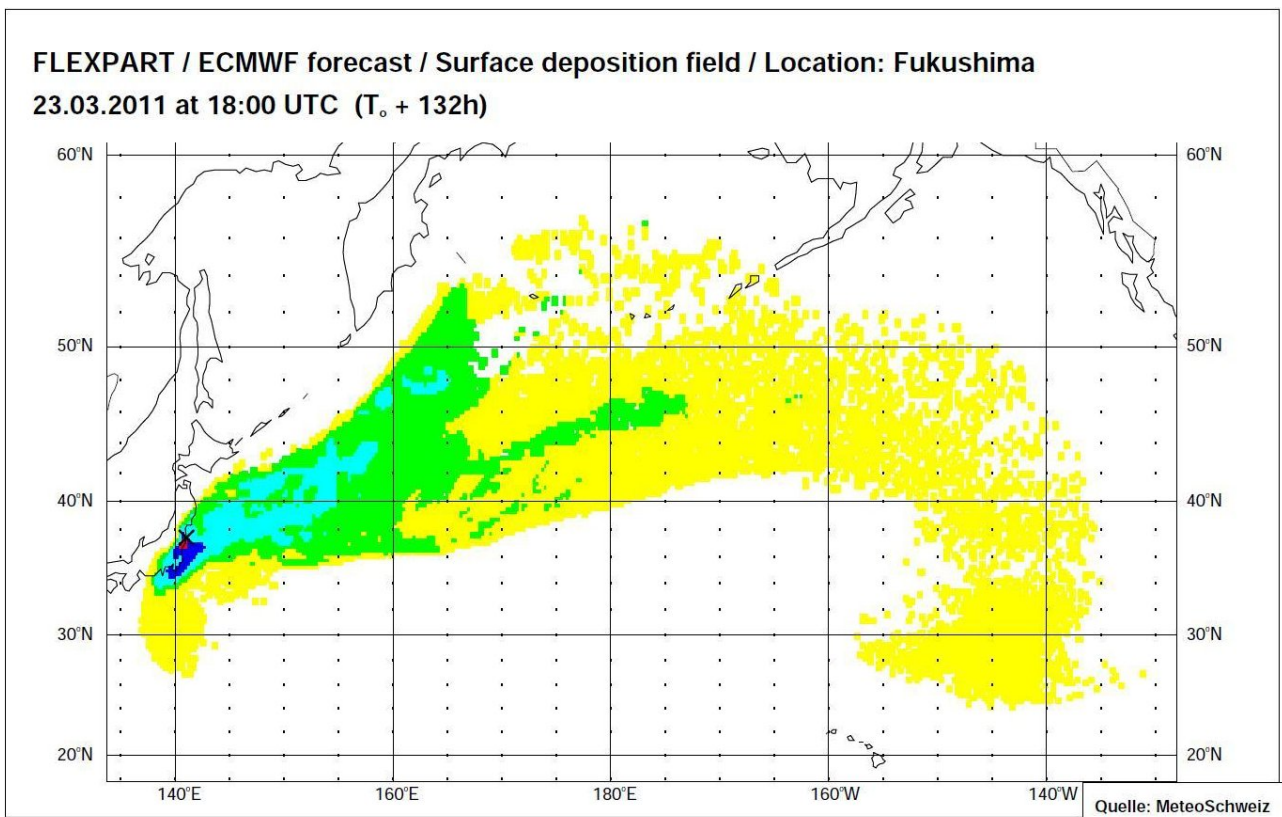 FLEXPART / ECMWF forecast / Surface deposition field / Location: Fukushima
23.03.2011 at 18:00 UTC (Tₒ + 132h)
60°N 60°N
50°N 50°N
40°N 40°N
30°N 30°N
20°N 20°N
140°E 160°E 180°E 160°W 140°W
Quelle: MeteoSchweiz